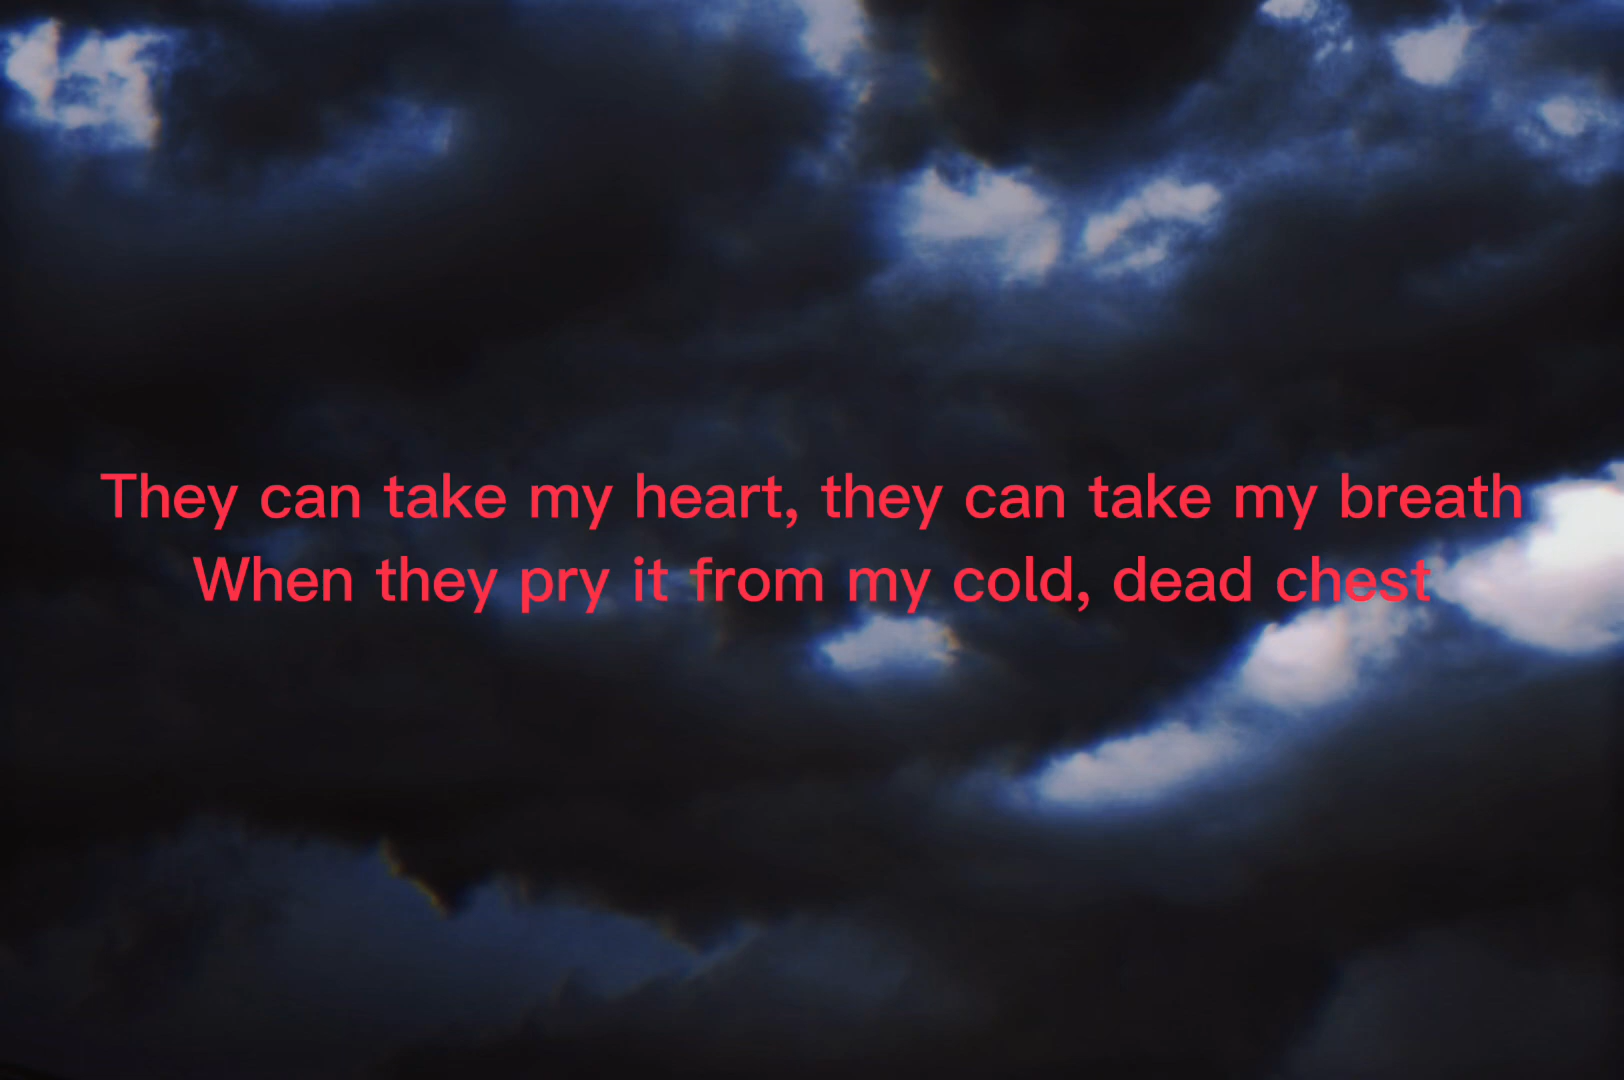 They can take my heart, they can take my breath
When they pry it from my cold, dead chest